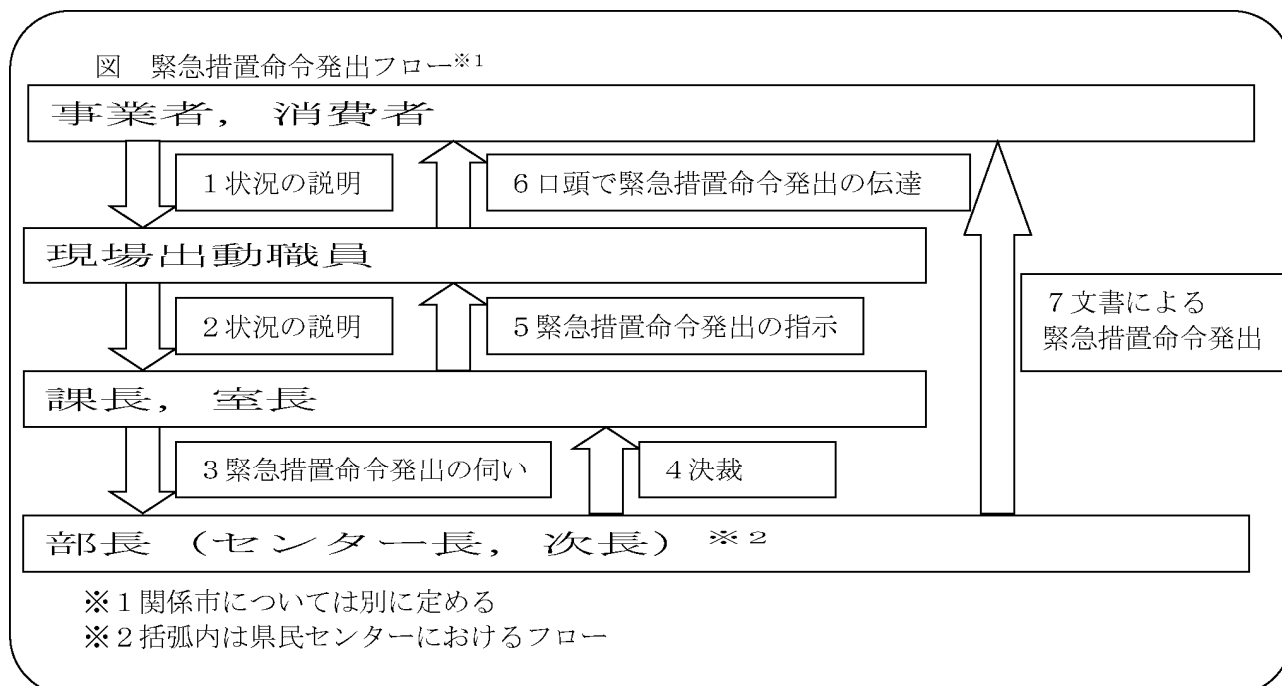 図　緊急措置命令発出フロー※１
事業者，消費者
１状況の説明
６口頭で緊急措置命令発出の伝達
現場出動職員
２状況の説明
５緊急措置命令発出の指示
７文書による
緊急措置命令発出
課長，室長
３緊急措置命令発出の伺い
４決裁
部長（センター長，次長）※２
※１関係市については別に定める
※２括弧内は県民センターにおけるフロー